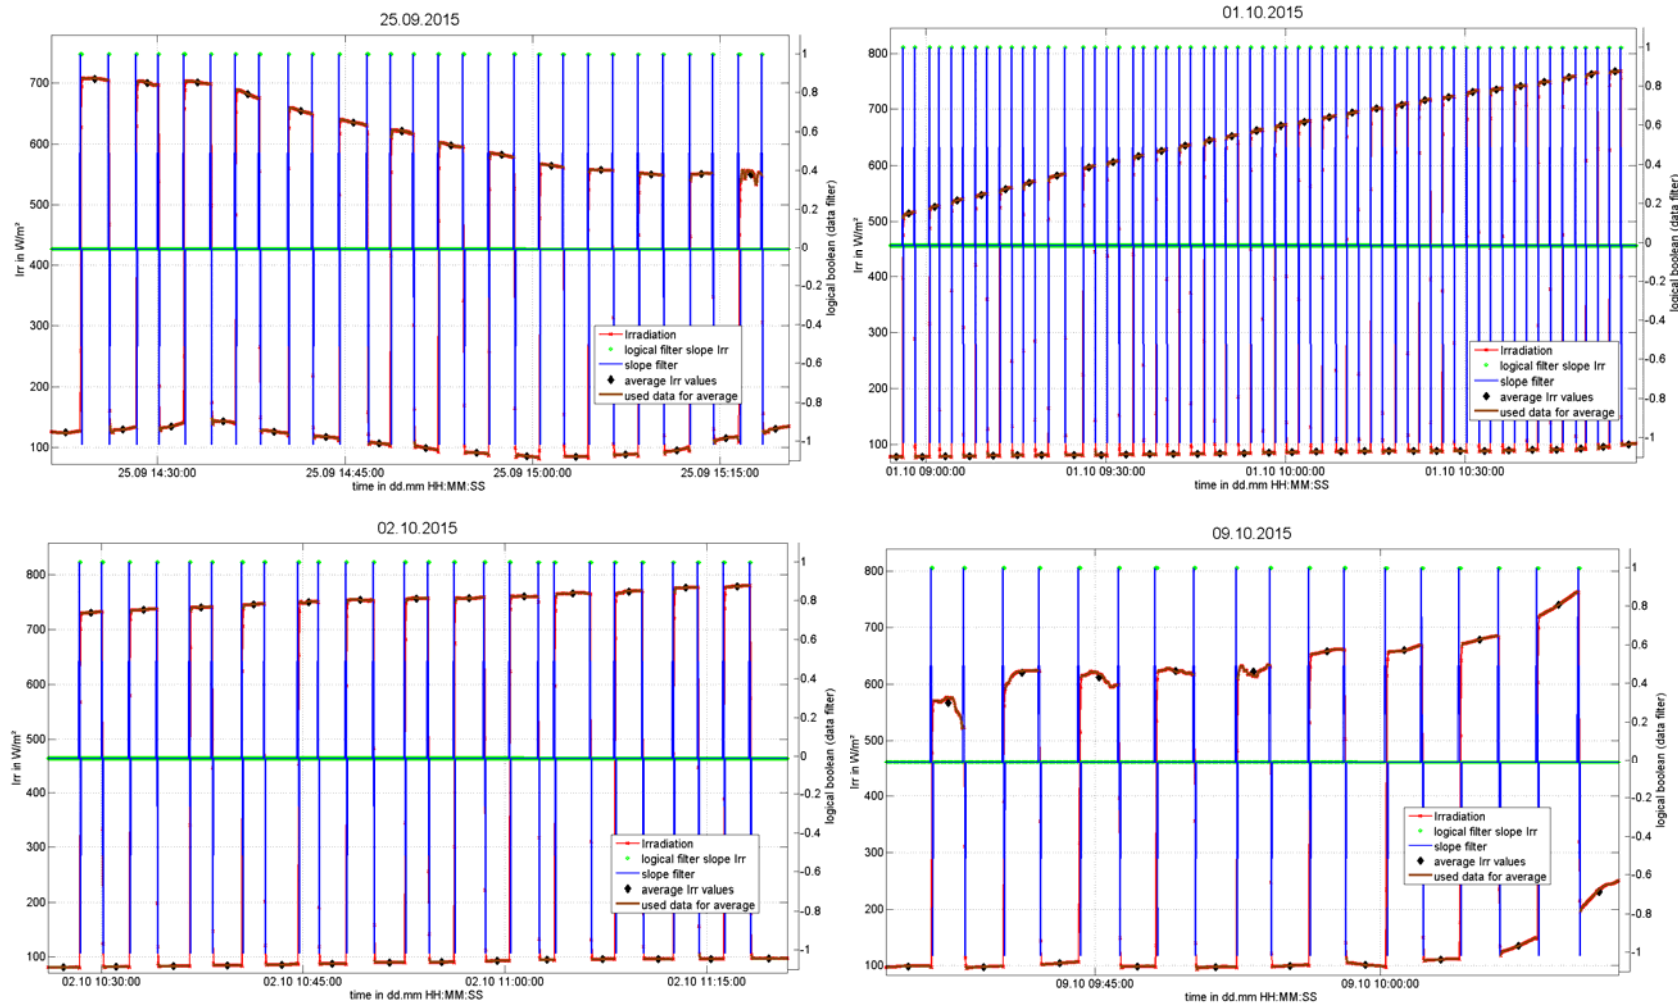 25.09.2015
700
600
500
400
300
200
100
1
0.8
0.6
0.4
0.2
0
-0.2
-0.4
-0.6
-0.8
-1
Irr in W/m²
logical boolean (data filter)
Irradiation
logical filter slope Irr
slope filter
average Irr values
used data for average
25.09 14:30:00
25.09 14:45:00
25.09 15:00:00
25.09 15:15:00
time in dd.mm HH:MM:SS
01.10.2015
800
700
600
500
400
300
200
100
1
0.8
0.6
0.4
0.2
0
-0.2
-0.4
-0.6
-0.8
-1
Irr in W/m²
logical boolean (data filter)
Irradiation
logical filter slope Irr
slope filter
average Irr values
used data for average
01.10 09:00:00
01.10 09:30:00
01.10 10:00:00
01.10 10:30:00
time in dd.mm HH:MM:SS
02.10.2015
800
700
600
500
400
300
200
100
1
0.8
0.6
0.4
0.2
0
-0.2
-0.4
-0.6
-0.8
-1
Irr in W/m²
logical boolean (data filter)
Irradiation
logical filter slope Irr
slope filter
average Irr values
used data for average
02.10 10:30:00
02.10 10:45:00
02.10 11:00:00
02.10 11:15:00
time in dd.mm HH:MM:SS
09.10.2015
800
700
600
500
400
300
200
100
1
0.8
0.6
0.4
0.2
0
-0.2
-0.4
-0.6
-0.8
-1
Irr in W/m²
logical boolean (data filter)
Irradiation
logical filter slope Irr
slope filter
average Irr values
used data for average
09.10 09:45:00
09.10 10:00:00
time in dd.mm HH:MM:SS